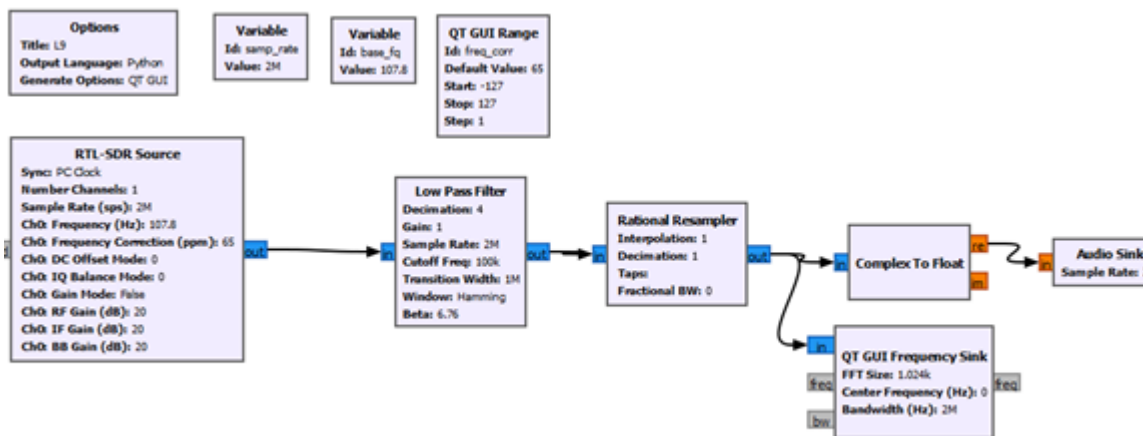 Options
Title: L9
Output Language: Python
Generate Options: QT GUI
Variable
Id: samp_rate
Value: 2M
Variable
Id: base_fq
Value: 107.8
QT GUI Range
Id: freq_corr
Default Value: 65
Start: -127
Stop: 127
Step: 1
RTL-SDR Source
Sync: PC Clock
Number Channels: 1
Sample Rate (sps): 2M
Ch0: Frequency (Hz): 107.8
Ch0: Frequency Correction (ppm): 65
Ch0: DC Offset Mode: 0
Ch0: IQ Balance Mode: 0
Ch0: Gain Mode: False
Ch0: RF Gain (dB): 20
Ch0: IF Gain (dB): 20
Ch0: BB Gain (dB): 20
out
in
Low Pass Filter
Decimation: 4
Gain: 1
Sample Rate: 2M
Cutoff Freq: 100k
Transition Width: 1M
Window: Hamming
Beta: 6.76
out
in
Rational Resampler
Interpolation: 1
Decimation: 1
Taps:
Fractional BW: 0
out
in
Complex To Float
re
im
in
Audio Sink
Sample Rate:
in
freq
bw
QT GUI Frequency Sink
FFT Size: 1.024k
Center Frequency (Hz): 0
Bandwidth (Hz): 2M
freq